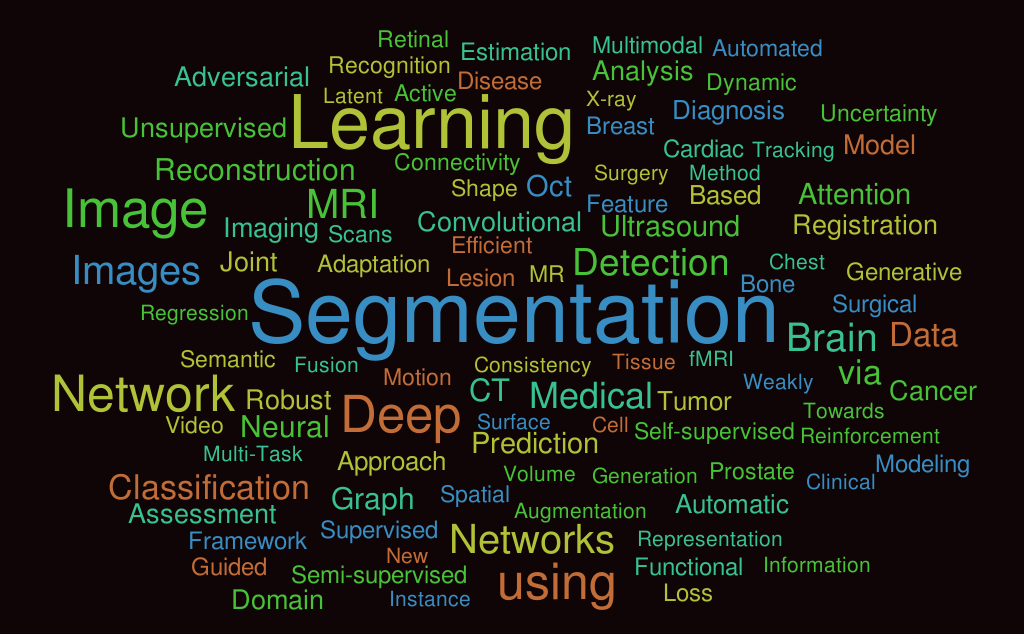 Retinal
Estimation
Multimodal
Automated
Recognition
Adversarial
Disease
Analysis
Dynamic
Latent
Active
X-ray
Diagnosis
Uncertainty
Unsupervised
Learning
Breast
Cardiac
Tracking
Model
Reconstruction
Connectivity
Surgery
Method
Shape
Oct
Based
Attention
Image
MRI
Feature
Imaging
Scans
Convolutional
Ultrasound
Registration
Efficient
Images
Joint
Adaptation
Lesion
MR
Detection
Chest
Generative
Bone
Regression
Segmentation
Surgical
Brain
Data
Semantic
Fusion
Consistency
Tissue
fMRI
Motion
Weakly
via
Network
Robust
CT
Medical
Tumor
Cancer
Towards
Video
Neural
Deep
Surface
Cell
Self-supervised
Reinforcement
Prediction
Multi-Task
Approach
Volume
Generation
Prostate
Modeling
Clinical
Classification
Graph
Spatial
Augmentation
Automatic
Assessment
Supervised
Framework
Networks
Representation
New
Guided
Semi-supervised
using
Functional
Information
Domain
Instance
Loss